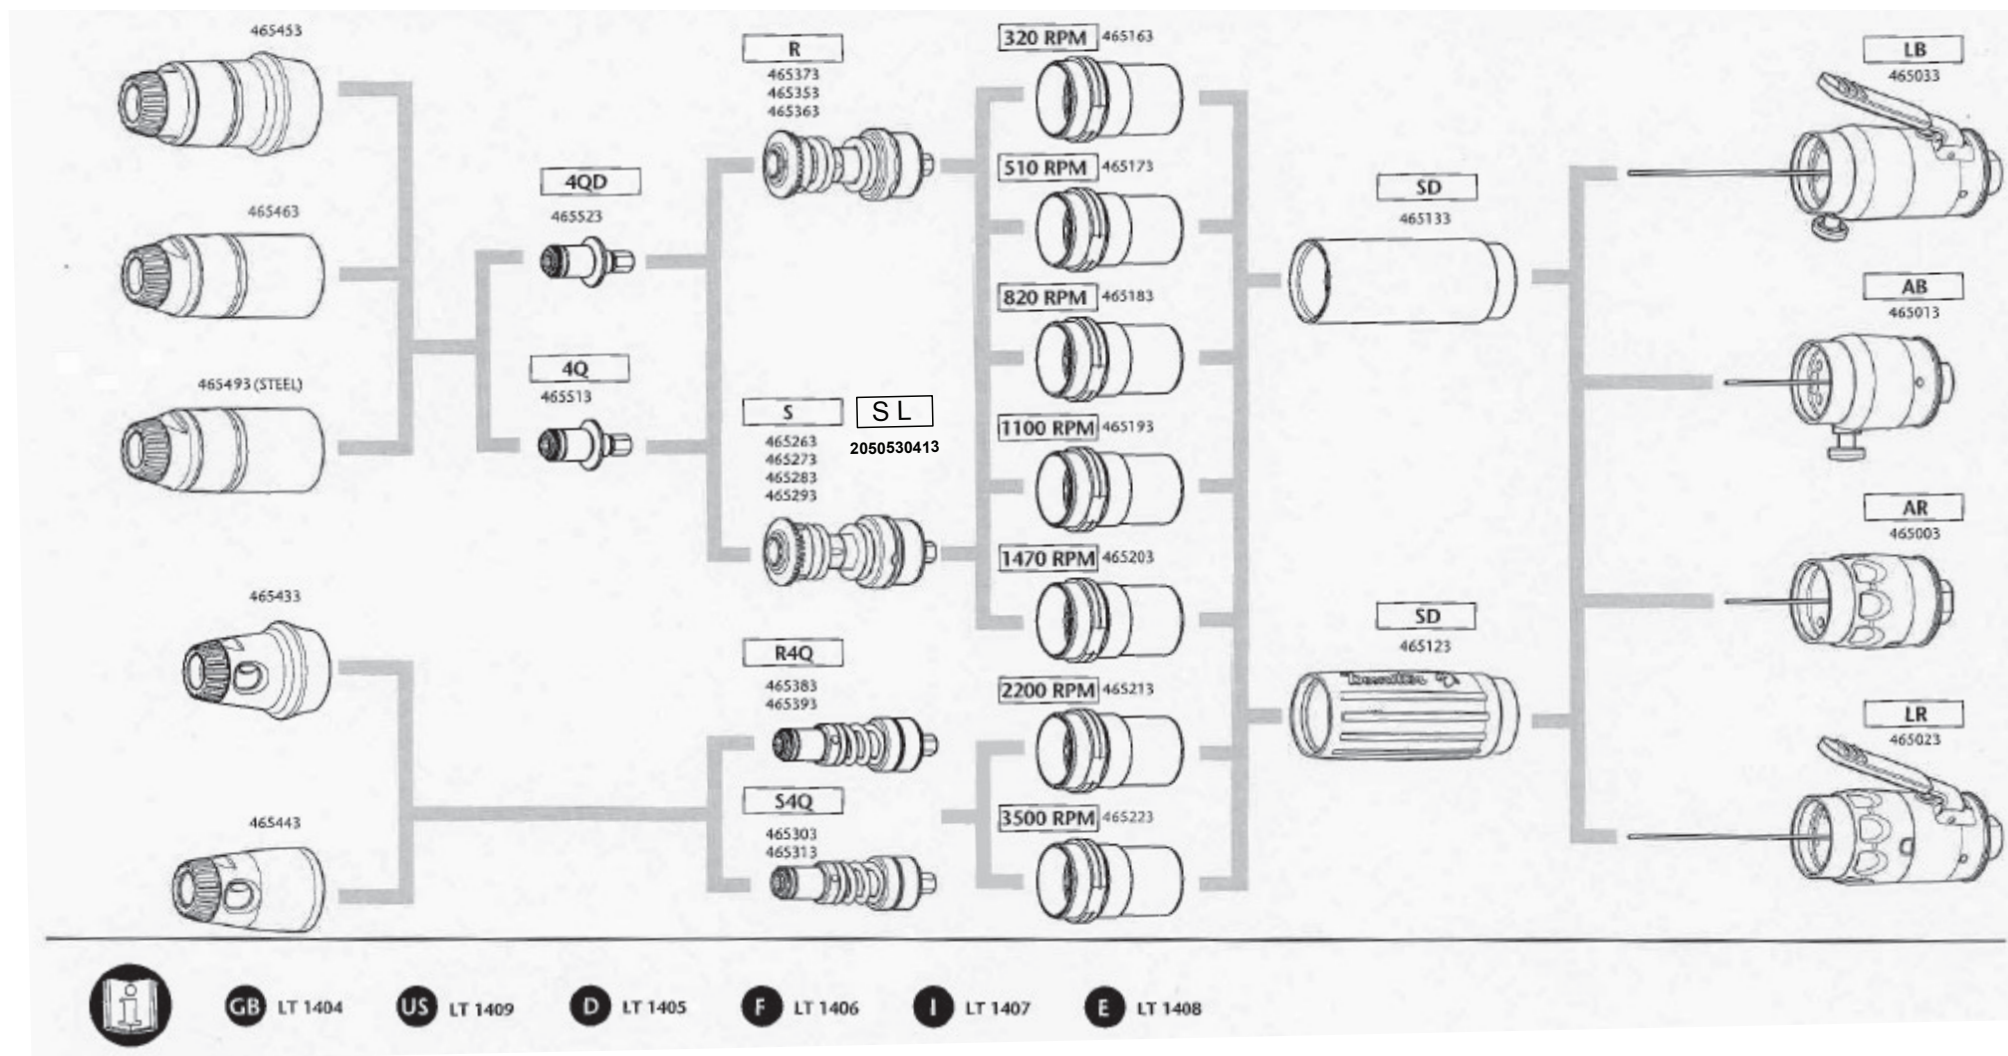 465453
465463
465493 (STEEL)
465433
465443
4QD
465523
4Q
465513
R
465373
465353
465363
S
465263
465273
465283
465293
S L
2050530413
R4Q
465383
465393
S4Q
465303
465313
320 RPM 465163
510 RPM 465173
820 RPM 465183
1100 RPM 465193
1470 RPM 465203
2200 RPM 465213
3500 RPM 465223
SD
465133
SD
465123
LB
465033
AB
465013
AR
465003
LR
465023
i
GB LT 1404
US LT 1409
D LT 1405
F LT 1406
I LT 1407
E LT 1408